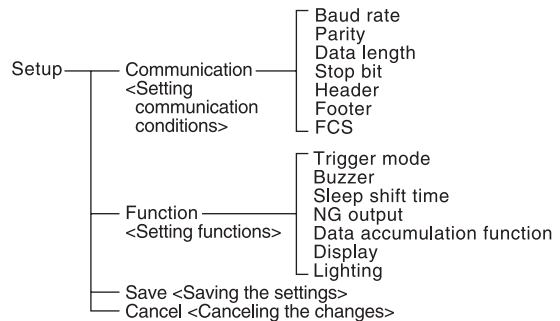 Setup
Communication
<Setting
communication
conditions>
Baud rate
Parity
Data length
Stop bit
Header
Footer
FCS
Function
<Setting functions>
Trigger mode
Buzzer
Sleep shift time
NG output
Data accumulation function
Display
Lighting
Save <Saving the settings>
Cancel <Canceling the changes>